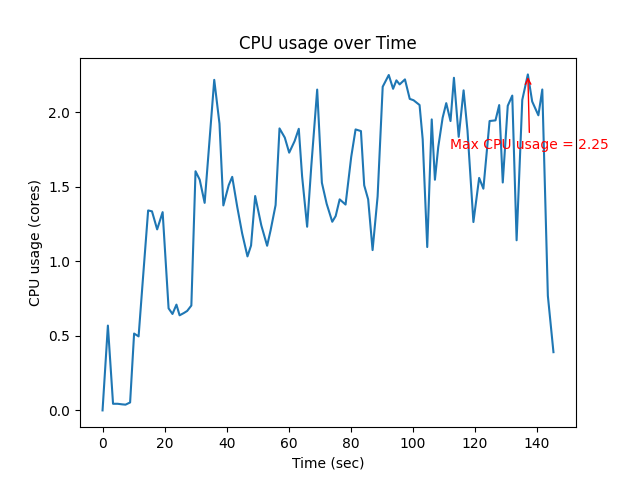 CPU usage over Time
CPU usage (cores)
2.0
1.5
1.0
0.5
0.0
Max CPU usage = 2.25
0 20 40 60 80 100 120 140
Time (sec)